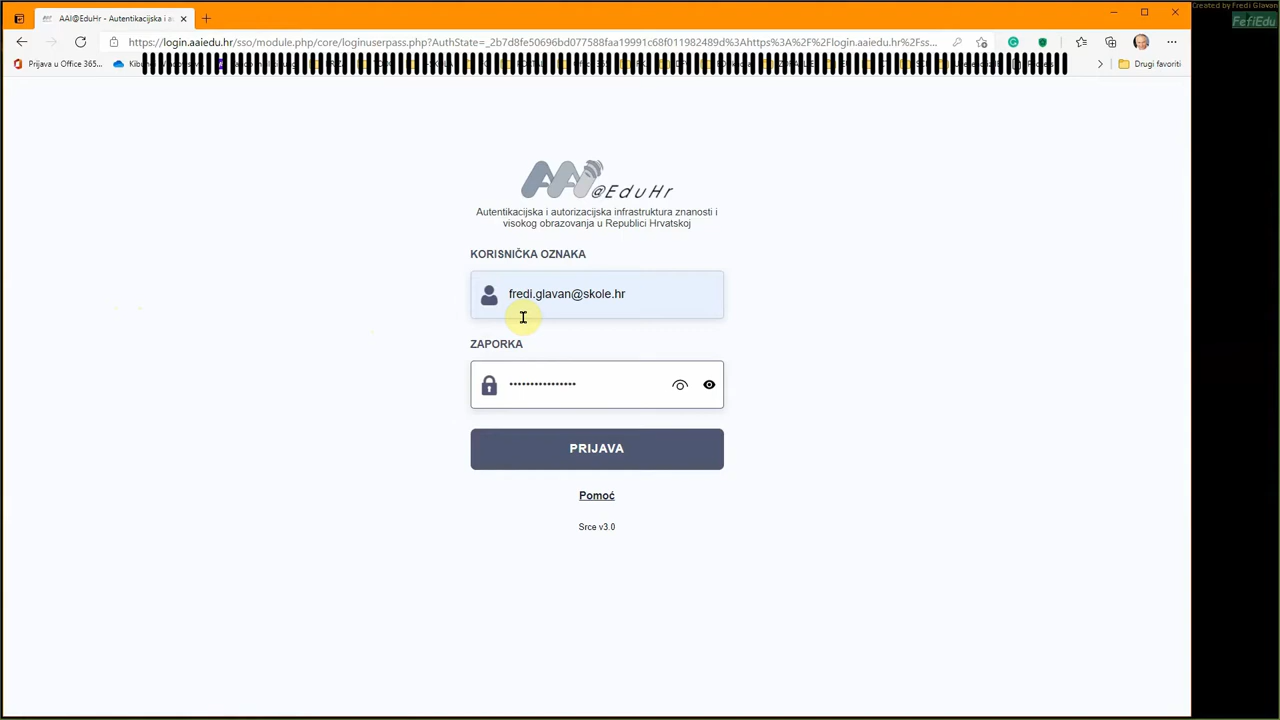 Created by Fredi Glavan
FefiEdu
AAI@EduHr - Autentikacijska i a
https://login.aaiedu.hr/sso/module.php/core/loginuserpass.php?AuthState=_2b7d8fe50696bd077588faa19991c68f011982489d%3Ahttps%3A%2F%2Flogin.aaiedu.hr%2Fss...
Prijava u Office 365...
Drugi favoriti
AAI@EduHr
Autentikacijska i autorizacijska infrastruktura znanosti i
visokog obrazovanja u Republici Hrvatskoj
KORISNIČKA OZNAKA
fredi.glavan@skole.hr
ZAPORKA
PRIJAVA
Pomoć
Srce v3.0